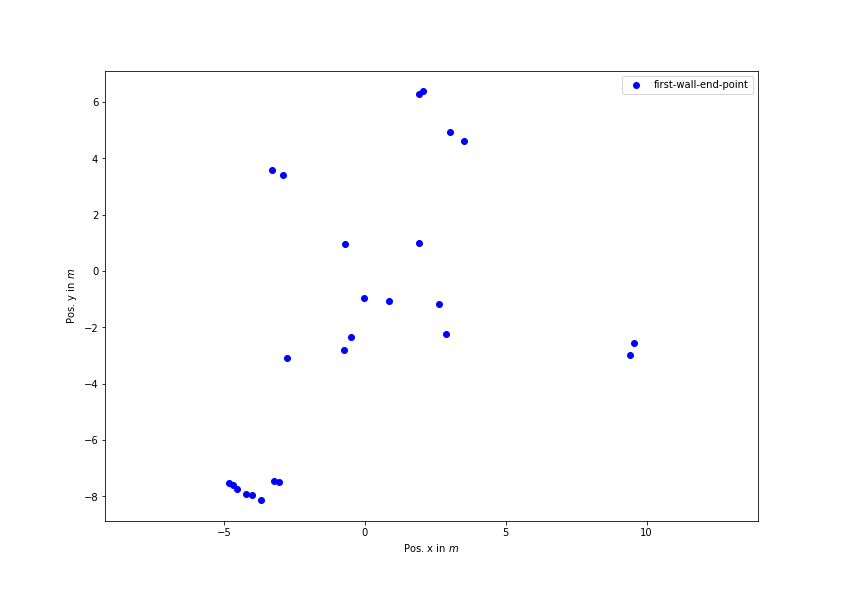 first-wall-end-point
6
4
2
0
−2
−4
−6
−8
Pos. y in m
−5 0 5 10
Pos. x in m